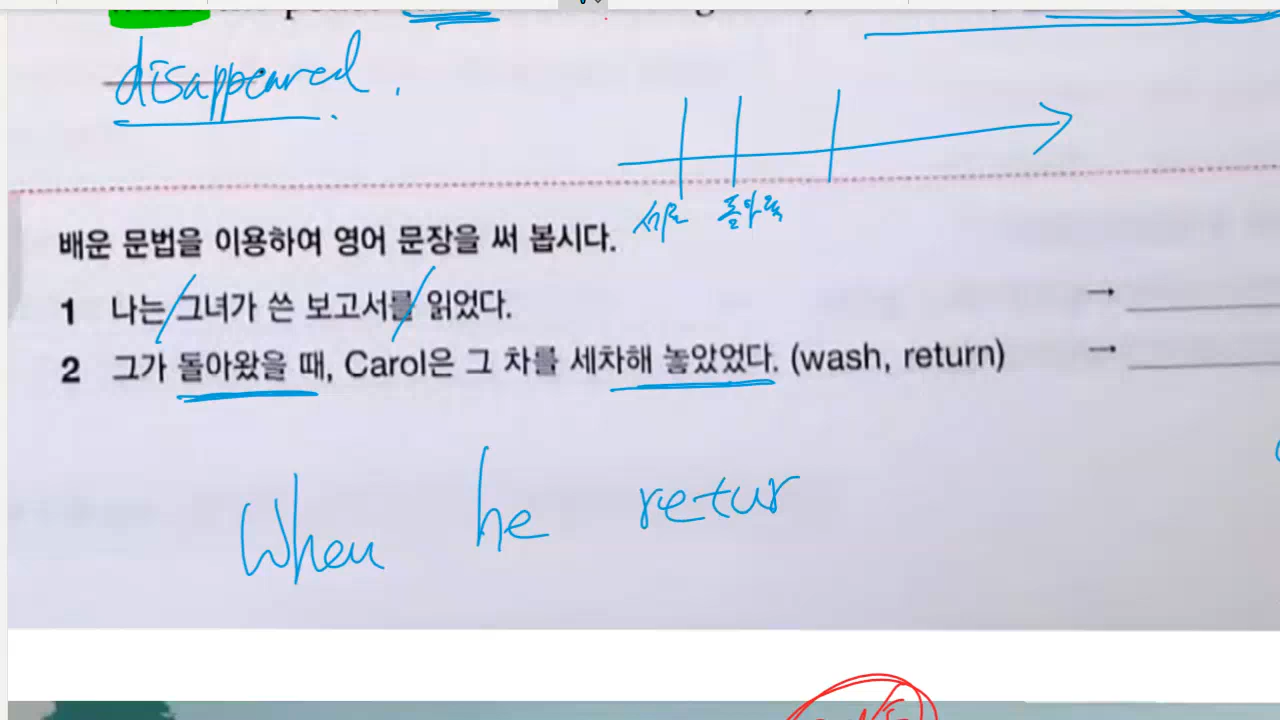 disappeared.
세차 돌아옴
배운 문법을 이용하여 영어 문장을 써 봅시다.
1 나는 그녀가 쓴 보고서를 읽었다. →
2 그가 돌아왔을 때, Carol은 그 차를 세차해 놓았었다. (wash, return) →
When he retur